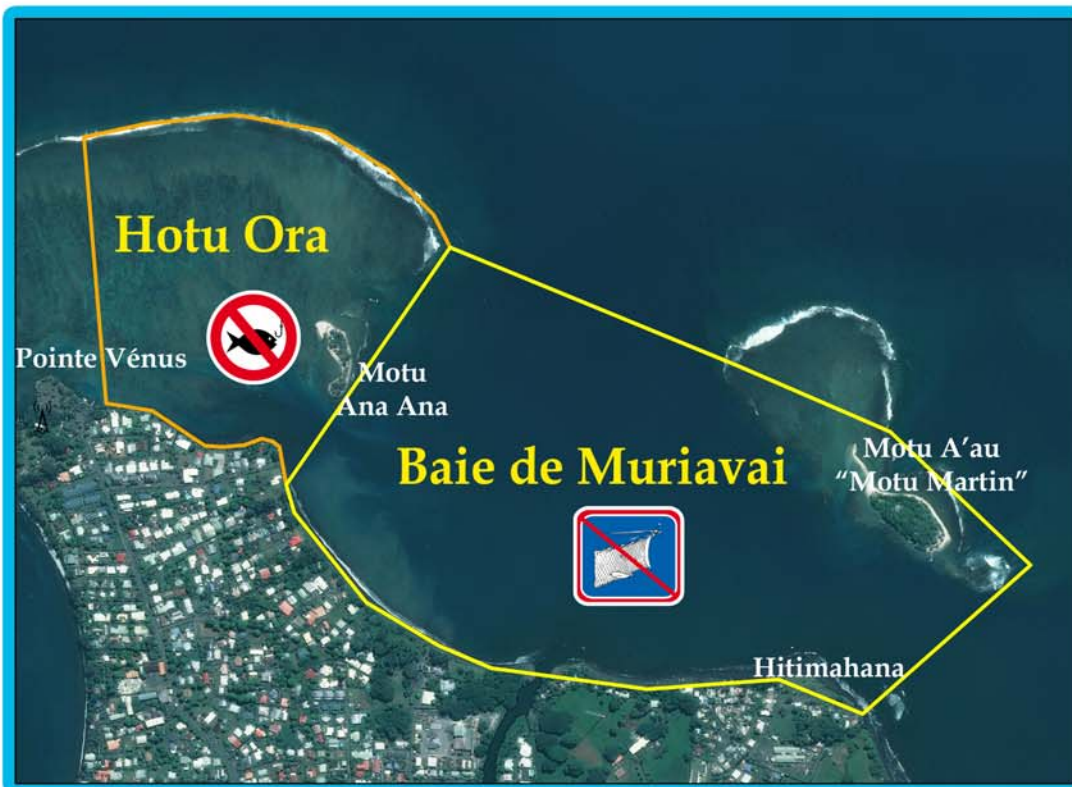 Hotu Ora
Pointe Vénus
Motu
Ana Ana
Baie de Muriavai
Motu A'au
“Motu Martin”
Hitimahana